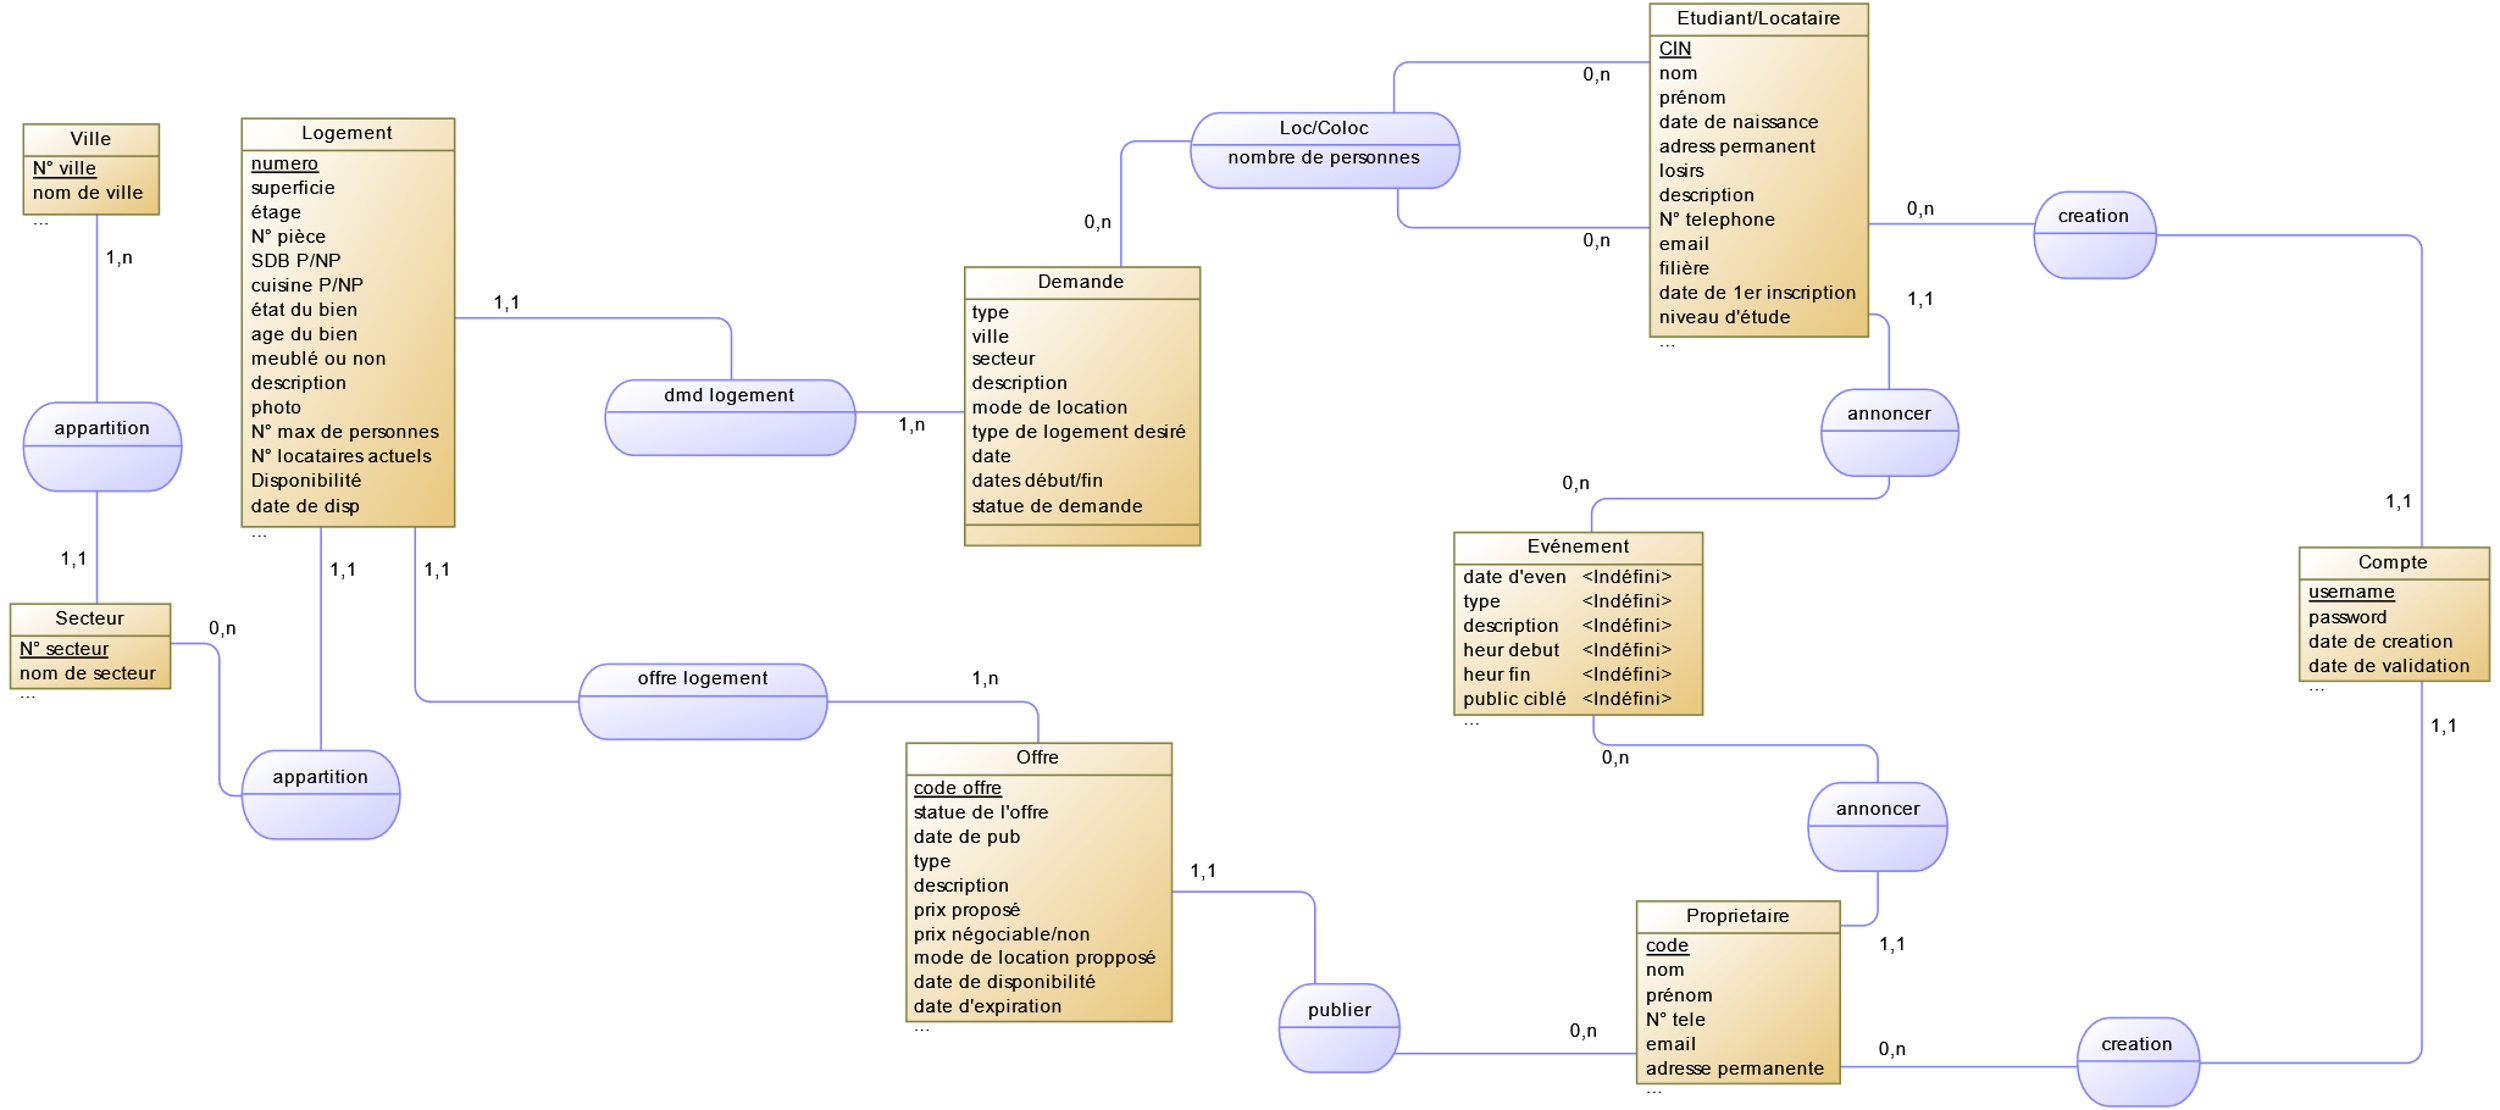 Ville
N° ville
nom de ville
...
1,n
appartition
1,1
Secteur
N° secteur
nom de secteur
...
0,n
appartition
1,1
Logement
numero
superficie
étage
N° pièce
SDB P/NP
cuisine P/NP
état du bien
age du bien
meublé ou non
description
photo
N° max de personnes
N° locataires actuels
Disponibilité
date de disp
...
1,1
dmd logement
1,n
Demande
type
ville
secteur
description
mode de location
type de logement desiré
date
dates début/fin
statue de demande
0,n
Loc/Coloc
nombre de personnes
0,n
0,n
Etudiant/Locataire
CIN
nom
prénom
date de naissance
adress permanent
losirs
description
N° telephone
email
filière
date de 1er inscription
niveau d'étude
...
0,n
creation
1,1
1,1
annoncer
0,n
Evénement
date d'even <Indéfini>
type <Indéfini>
description <Indéfini>
heur debut <Indéfini>
heur fin <Indéfini>
public ciblé <Indéfini>
...
0,n
annoncer
1,1
Compte
username
password
date de creation
date de validation
...
1,1
1,1
offre logement
1,n
Offre
code offre
statue de l'offre
date de pub
type
description
prix proposé
prix négociable/non
mode de location propposé
date de disponibilité
date d'expiration
...
1,1
publier
0,n
Proprietaire
code
nom
prénom
N° tele
email
adresse permanente
...
0,n
creation